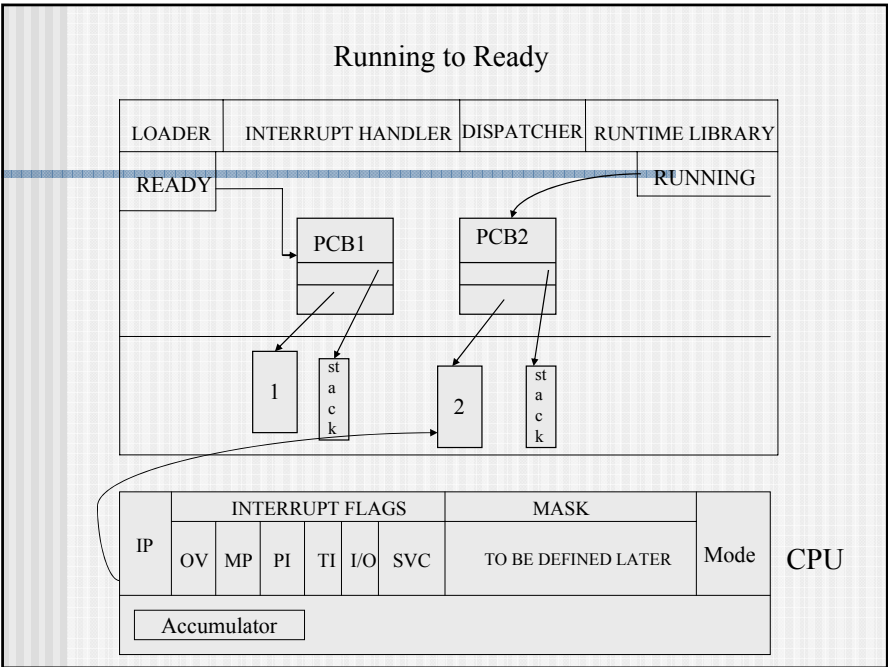 Running to Ready
LOADER INTERRUPT HANDLER DISPATCHER RUNTIME LIBRARY
READY RUNNING
PCB1 PCB2
1 2
st
a
c
k
st
a
c
k
INTERRUPT FLAGS MASK
IP OV MP PI TI I/O SVC TO BE DEFINED LATER Mode CPU
Accumulator